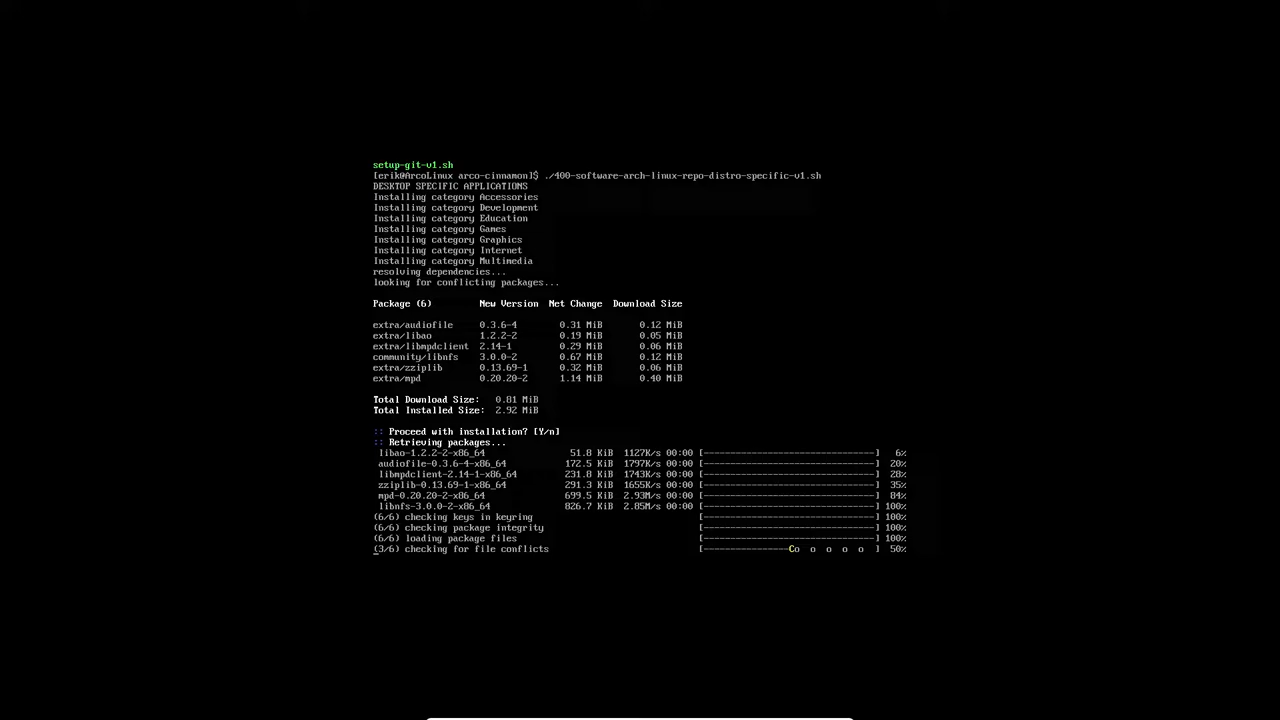 setup-git-v1.sh
[erik@ArcoLinux arco-cinnamon]$ ./400-software-arch-linux-repo-distro-specific-v1.sh
DESKTOP SPECIFIC APPLICATIONS
Installing category Accessories
Installing category Development
Installing category Education
Installing category Games
Installing category Graphics
Installing category Internet
Installing category Multimedia
resolving dependencies...
looking for conflicting packages...
Package (6) New Version Net Change Download Size
extra/audiofile 0.3.6-4 0.31 MiB 0.12 MiB
extra/libao 1.2.2-2 0.19 MiB 0.05 MiB
extra/libmpdclient 2.14-1 0.29 MiB 0.06 MiB
community/libnfs 3.0.0-2 0.67 MiB 0.12 MiB
extra/zziplib 0.13.69-1 0.32 MiB 0.06 MiB
extra/mpd 0.20.20-2 1.14 MiB 0.40 MiB
Total Download Size: 0.81 MiB
Total Installed Size: 2.92 MiB
:: Proceed with installation? [Y/n]
:: Retrieving packages...
libao-1.2.2-2-x86_64 51.8 KiB 1127K/s 00:00 [----------------------------------] 6%
audiofile-0.3.6-4-x86_64 172.5 KiB 1797K/s 00:00 [----------------------------------] 20%
libmpdclient-2.14-1-x86_64 231.8 KiB 1743K/s 00:00 [----------------------------------] 28%
zziplib-0.13.69-1-x86_64 291.3 KiB 1655K/s 00:00 [----------------------------------] 35%
mpd-0.20.20-2-x86_64 699.5 KiB 2.93M/s 00:00 [----------------------------------] 84%
libnfs-3.0.0-2-x86_64 826.7 KiB 2.85M/s 00:00 [----------------------------------] 100%
(6/6) checking keys in keyring [----------------------------------] 100%
(6/6) checking package integrity [----------------------------------] 100%
(6/6) loading package files [----------------------------------] 100%
(3/6) checking for file conflicts [-----------------Co  o  o  o  o  ] 50%